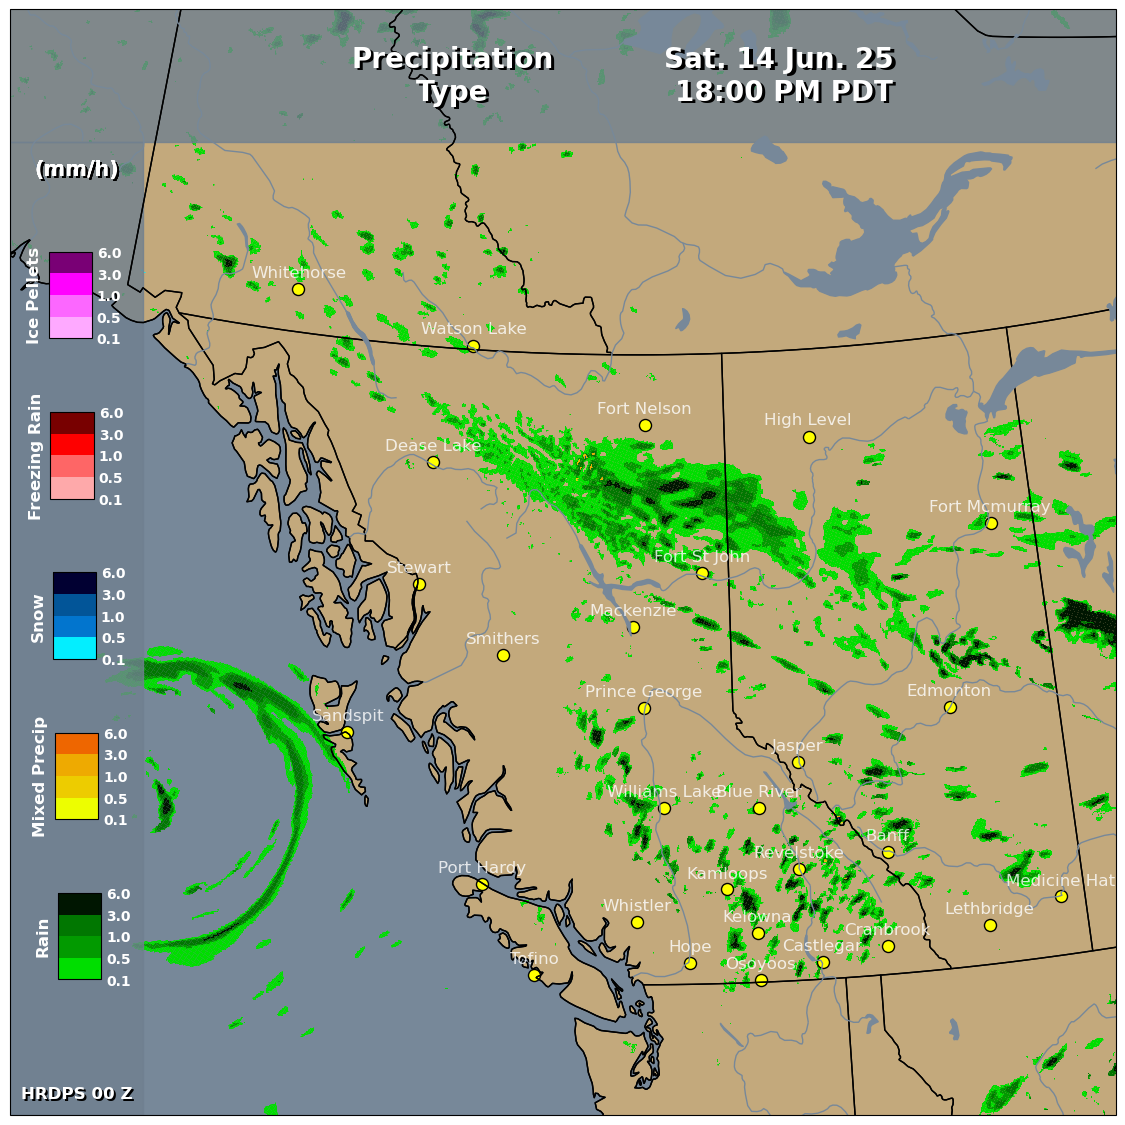 Precipitation
Type
Sat. 14 Jun. 25
18:00 PM PDT
(mm/h)
Ice Pellets
6.0
3.0
1.0
0.5
0.1
Freezing Rain
6.0
3.0
1.0
0.5
0.1
Snow
6.0
3.0
1.0
0.5
0.1
Mixed Precip
6.0
3.0
1.0
0.5
0.1
Rain
6.0
3.0
1.0
0.5
0.1
Whitehorse
Watson Lake
Fort Nelson
High Level
Dease Lake
Fort Mcmurray
Fort St John
Stewart
Mackenzie
Smithers
Prince George
Edmonton
Sandspit
Jasper
Williams Lake
Blue River
Banff
Revelstoke
Port Hardy
Kamloops
Medicine Hat
Whistler
Kelowna
Lethbridge
Cranbrook
Hope
Castlegar
Tofino
Osoyoos
HRDPS 00 Z